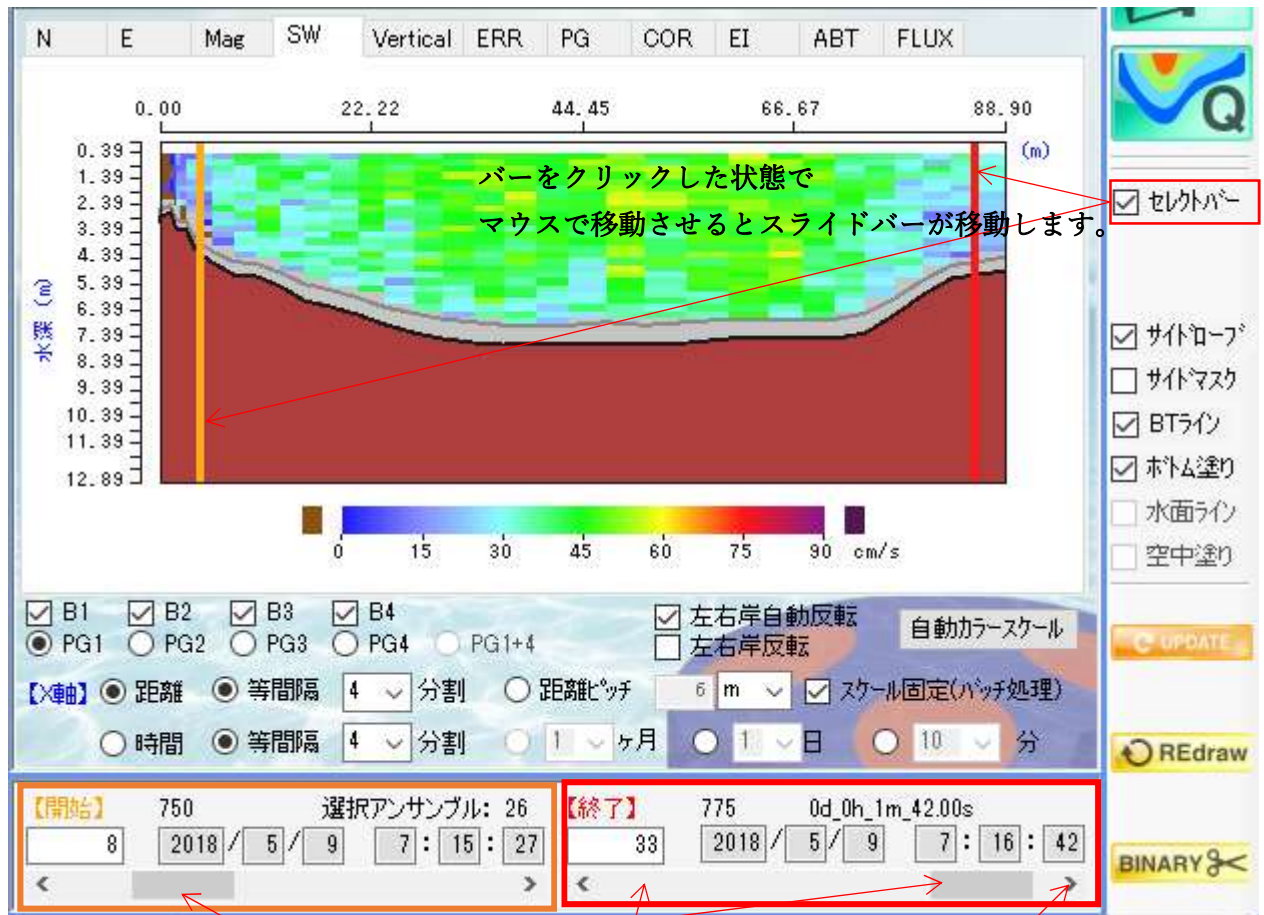 N E Mag SW Vertical ERR PG COR EI ABT FLUX
0.00 22.22 44.45 66.67 88.90
(m)
Q
0.39
1.39
2.39
3.39
4.39
5.39
6.39
7.39
8.39
9.39
10.39
11.39
12.89
水深 (m)
バーをクリックした状態で
マウスで移動させるとスライドバーが移動します。
0 15 30 45 60 75 90 cm/s
セレクトバー
サイドローブ
サイドマスク
BTライン
ボトム塗り
水面ライン
空中塗り
UPDATE
REdraw
BINARY
B1 B2 B3 B4 左右岸自動反転 自動カラースケール
PG1 PG2 PG3 PG4 PG1+4 左右岸反転
【X軸】 距離 等間隔 4 分割 距離ピッチ 6 m スケール固定(バッチ処理)
時間 等間隔 4 分割 1 ヶ月 1 日 10 分
【開始】 750 選択アンサンブル: 26
8 2018 / 5 / 9 7 : 15 : 27
【終了】 775 0d_0h_1m_42.00s
33 2018 / 5 / 9 7 : 16 : 42